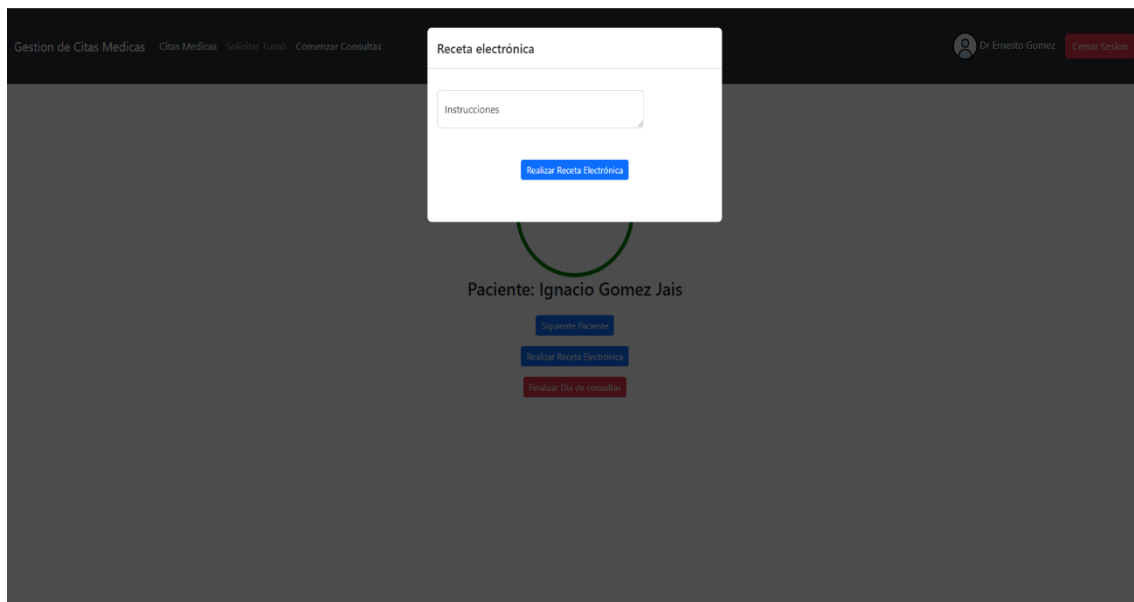 Gestion de Citas Medicas Citas Medicas Solicitar Turno Comenzar Consultas
Dr Ernesto Gomez Cerrar Sesion
Receta electrónica
Instrucciones
Realizar Receta Electrónica
Paciente: Ignacio Gomez Jais
Siguiente Paciente
Realizar Receta Electrónica
Finalizar Dia de consultas